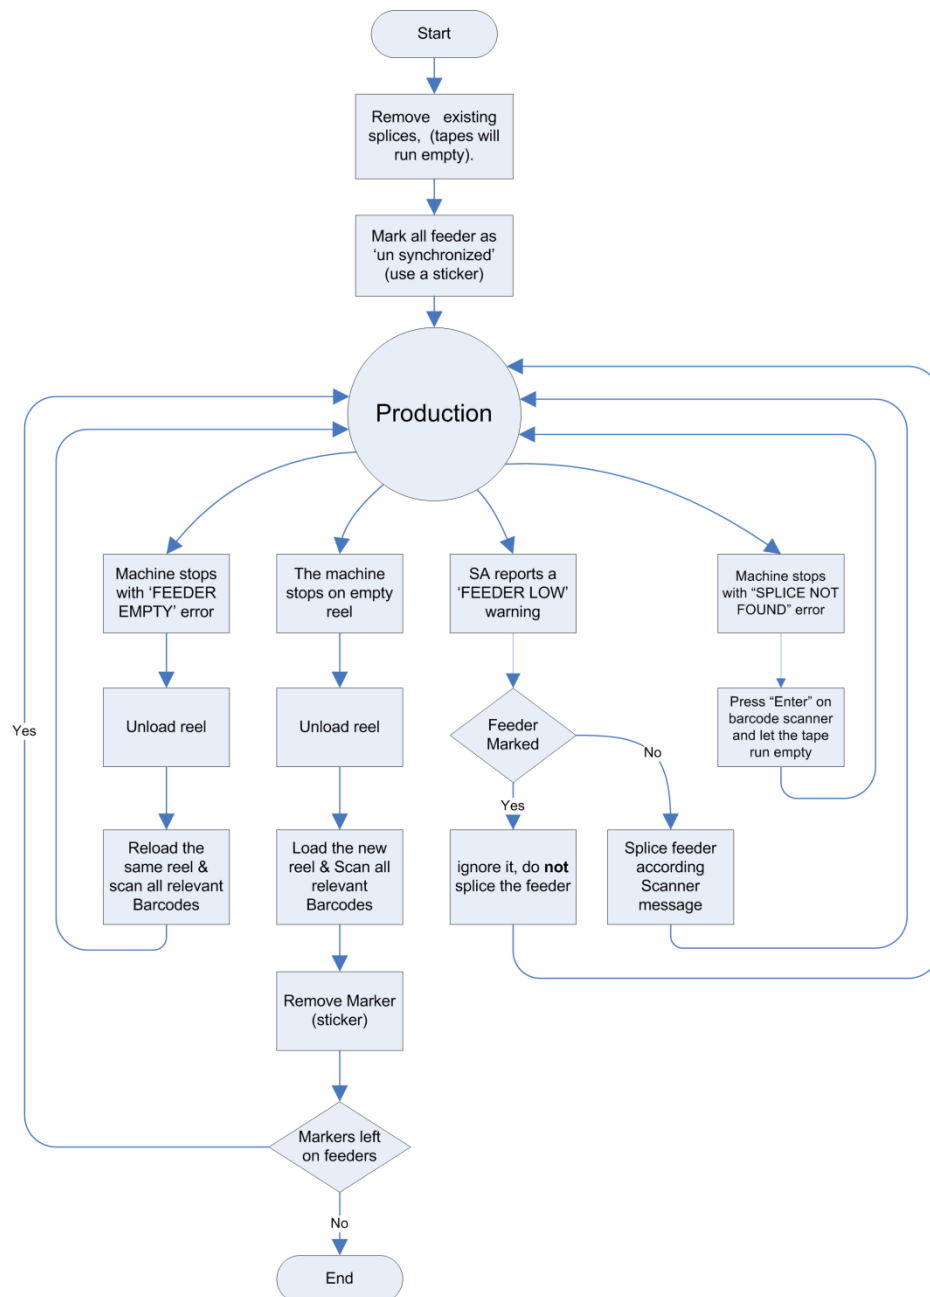 Start
Remove existing
splices, (tapes will
run empty).
Mark all feeder as
‘un synchronized’
(use a sticker)
Production
Machine stops
with ‘FEEDER
EMPTY’ error
The machine
stops on empty
reel
SA reports a
‘FEEDER LOW’
warning
Machine stops
with “SPLICE NOT
FOUND” error
Unload reel
Unload reel
Feeder
Marked
Press “Enter” on
barcode scanner
and let the tape
run empty
Yes
No
Yes
Reload the
same reel &
scan all relevant
Barcodes
Load the new
reel & Scan all
relevant
Barcodes
ignore it, do not
splice the feeder
Splice feeder
according
Scanner
message
Remove Marker
(sticker)
Markers left
on feeders
No
End